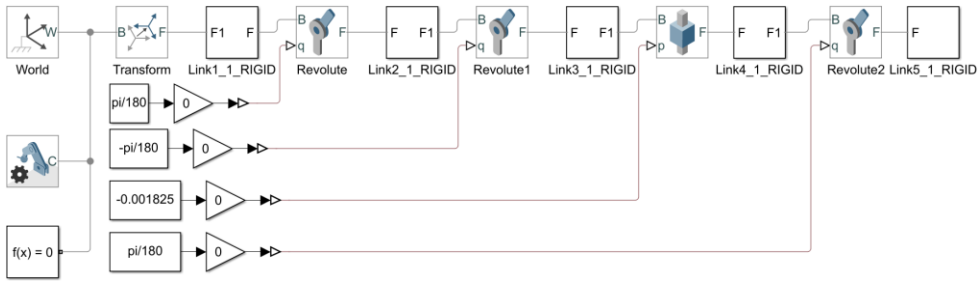 W B F F1 F B F F F1 B F F F1 B F F F B F F
q q p q
World Transform Link1_1_RIGID Revolute Link2_1_RIGID Revolute1 Link3_1_RIGID Link4_1_RIGID Revolute2 Link5_1_RIGID
pi/180 0
-pi/180 0
C
-0.001825 0
f(x) = 0 pi/180 0